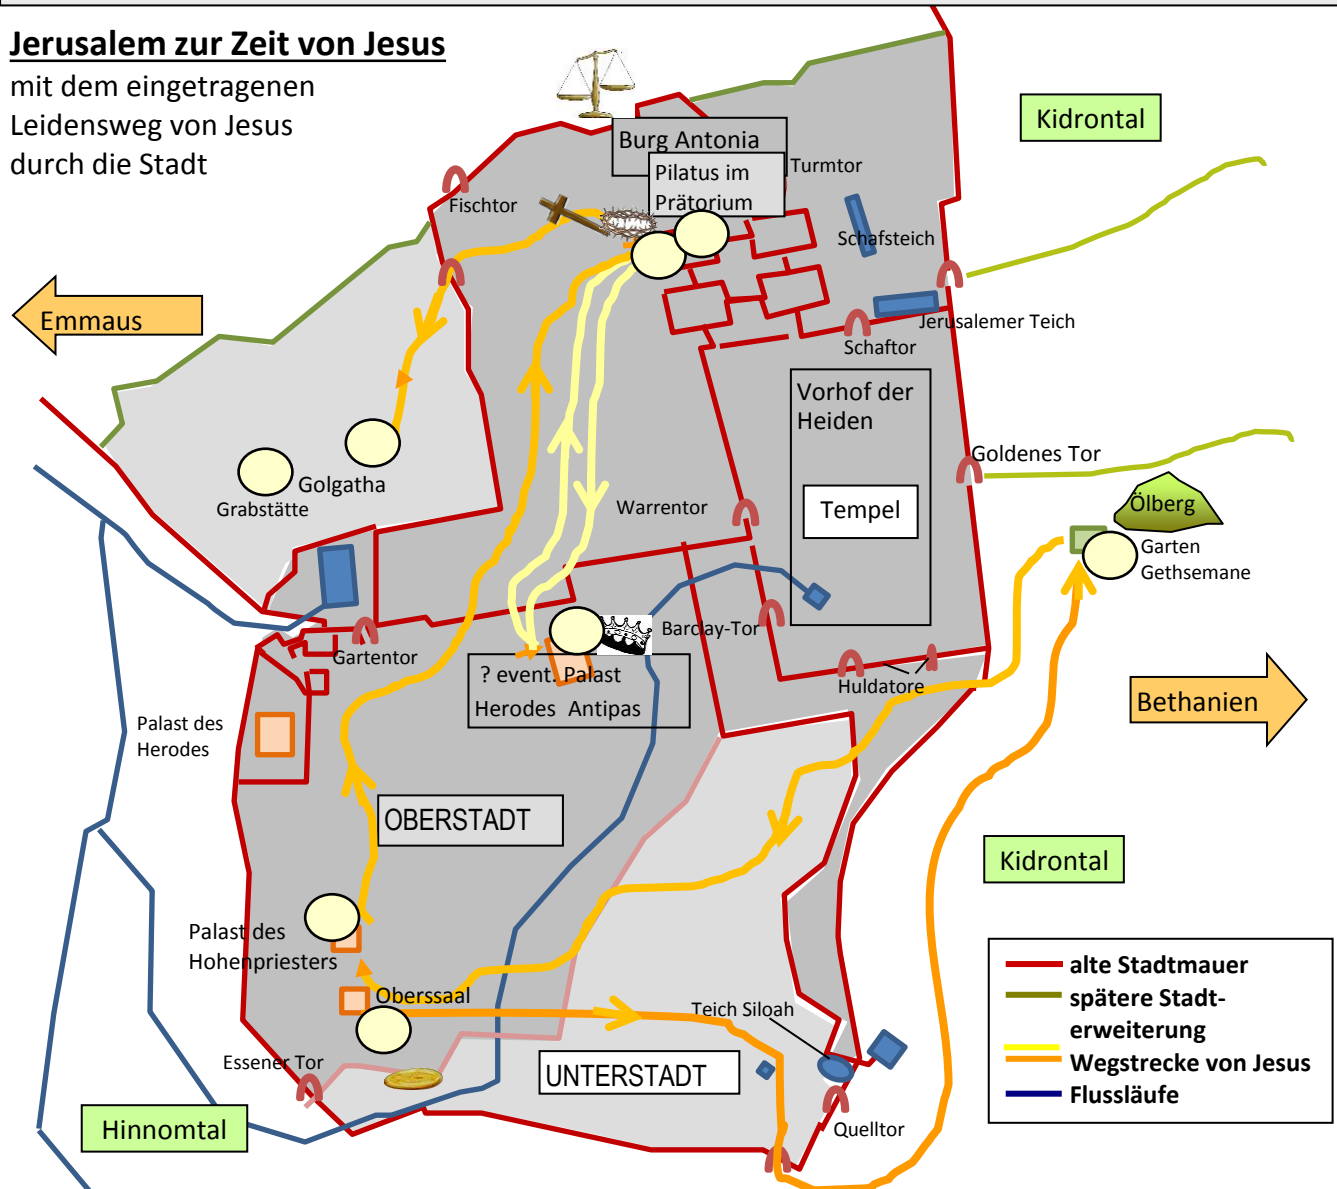 Jerusalem zur Zeit von Jesus
mit dem eingetragenen
Leidensweg von Jesus
durch die Stadt
Kidrontal
Burg Antonia
Pilatus im
Prätorium
Turmtor
Fischtor
Schafsteich
Emmaus
Jerusalemer Teich
Schaftor
Vorhof der
Heiden
Goldenes Tor
Golgatha
Grabstätte
Warrentor
Tempel
Ölberg
Garten
Gethsemane
Barclay-Tor
Gartentor
? event. Palast
Herodes Antipas
Huldatore
Bethanien
Palast des
Herodes
OBERSTADT
Kidrontal
Palast des
Hohenpriesters
Oberssaal
Teich Siloah
Essener Tor
UNTERSTADT
Quelltor
Hinnomtal
alte Stadtmauer
spätere Stadt-
erweiterung
Wegstrecke von Jesus
Flussläufe